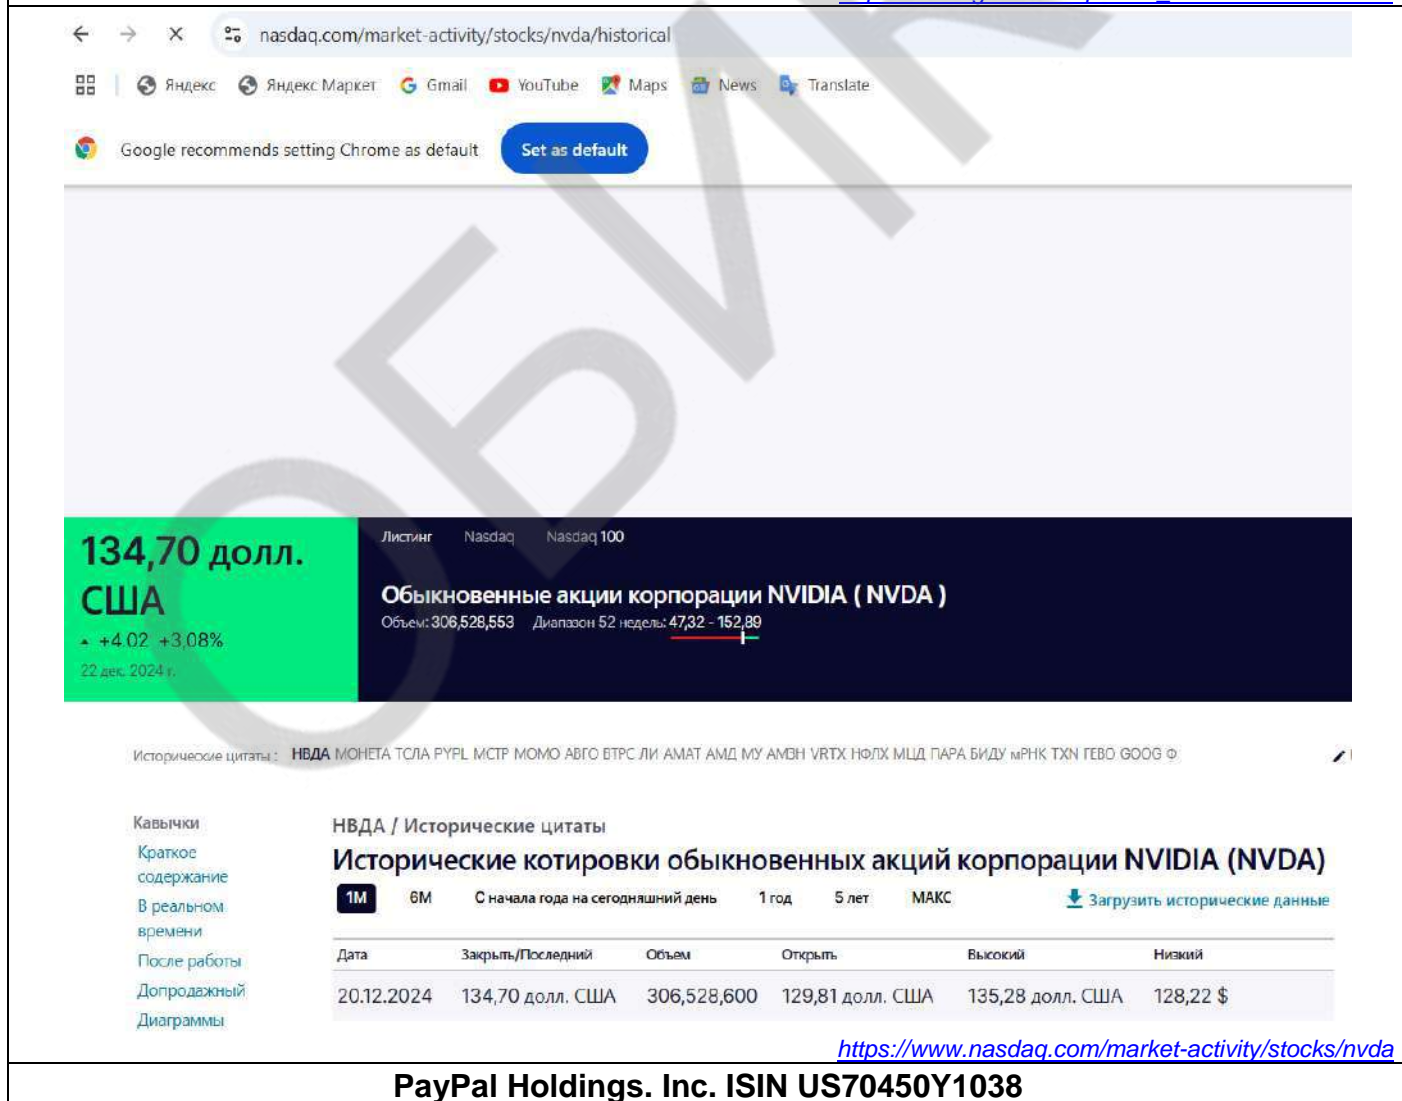 nasdaq.com/market-activity/stocks/nvda/historical
Яндекс Яндекс Маркет Gmail YouTube Maps News Translate
Google recommends setting Chrome as default Set as default
ОБИ
134,70 долл. США
+4.02 +3,08%
22 дек. 2024 г.
Листинг Nasdaq Nasdaq 100
Обыкновенные акции корпорации NVIDIA ( NVDA )
Объем: 306,528,553 Диапазон 52 недель: 47,32 - 152,89
Исторические цитаты : НВДА МОНЕТА ТСЛА PYPL МСТР МОМО АВГО ВТРС ЛИ АМАТ АМД МУ АМЗН VRTX НФЛХ МЦД ПАРА БИДУ мРНК TXN ГЕВО GOOG Ф
Кавычки
Краткое содержание
В реальном времени
После работы
Допродажный
Диаграммы
НВДА / Исторические цитаты
Исторические котировки обыкновенных акций корпорации NVIDIA (NVDA)
1М 6М С начала года на сегодняшний день 1 год 5 лет МАКС Загрузить исторические данные
Дата Закрыть/Последний Объем Открыть Высокий Низкий
20.12.2024 134,70 долл. США 306,528,600 129,81 долл. США 135,28 долл. США 128,22 $
https://www.nasdaq.com/market-activity/stocks/nvda
PayPal Holdings. Inc. ISIN US70450Y1038